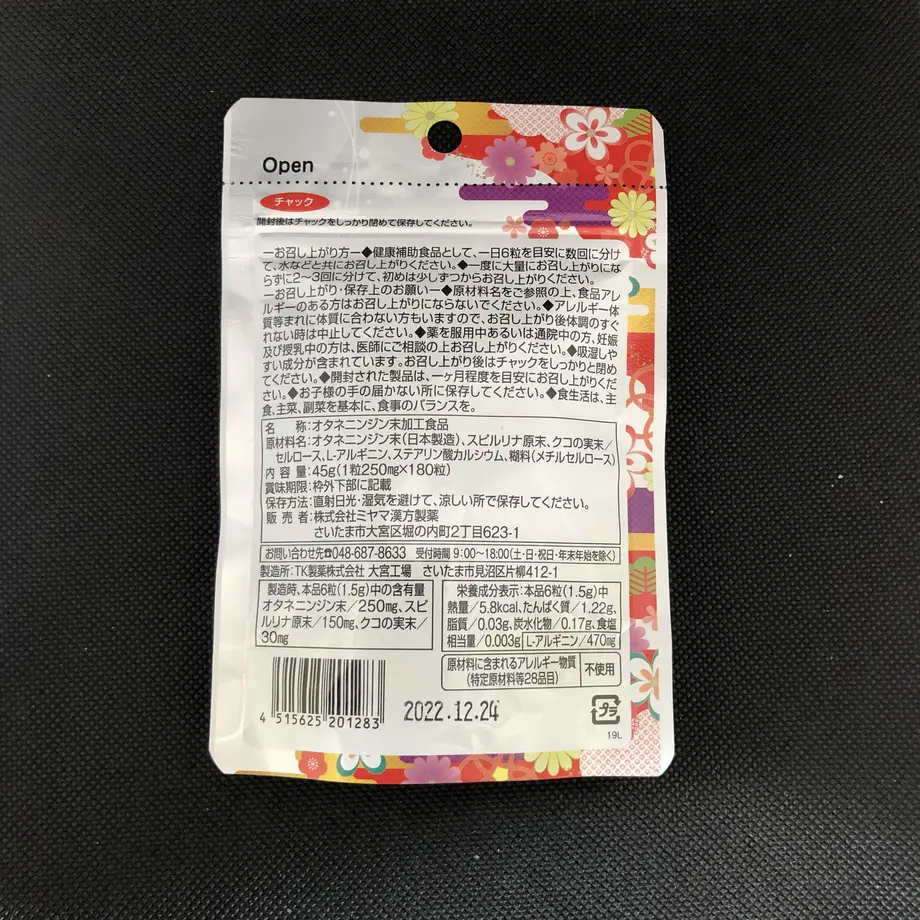 Open
チャック
開封後はチャックをしっかり閉めて保存してください。
ーお召し上がり方ー◆健康補助食品として、一日6粒を目安に数回に分け
て、水などと共にお召し上がりください。◆一度に大量にお召し上がりにな
らずに2〜3回に分けて、初めは少しずつからお召し上がりください。
ーお召し上がり・保存上のお願いー◆原材料名をご参照の上、食品アレ
ルギーのある方はお召し上がりにならないでください。◆アレルギー体
質等まれに体質に合わない方もいますので、お召し上がり後体調のすぐ
れない時は中止してください。◆薬を服用中あるいは通院中の方、妊娠
及び授乳中の方は、医師にご相談の上お召し上がりください。◆吸湿しや
すい成分が含まれています。お召し上がり後はチャックをしっかりと閉め
てください。◆開封された製品は、一ヶ月程度を目安にお召し上がりくだ
さい。◆お子様の手の届かない所に保存してください。◆食生活は、主
食、主菜、副菜を基本に、食事のバランスを。
名 称:オタネニンジン末加工食品
原材料名:オタネニンジン末(日本製造)、スピルリナ原末、クコの実末/
セルロース、L-アルギニン、ステアリン酸カルシウム、糊料(メチルセルロース)
内 容 量:45g(1粒250mg×180粒)
賞味期限:枠外下部に記載
保存方法:直射日光・湿気を避けて、涼しい所で保存してください。
販 売 者:株式会社ミヤマ漢方製薬
さいたま市大宮区堀の内町2丁目623-1
お問い合わせ先☎048-687-8633 受付時間 9:00〜18:00(土・日・祝日・年末年始を除く)
製造所:TK製薬株式会社 大宮工場 さいたま市見沼区片柳412-1
製造時、本品6粒(1.5g)中の含有量
オタネニンジン末/250mg、スピ
ルリナ原末/150mg、クコの実末/
30mg
栄養成分表示:本品6粒(1.5g)中
熱量/5.8kcal、たんぱく質/1.22g、
脂質/0.03g、炭水化物/0.17g、食塩
相当量/0.003g L-アルギニン/470mg
原材料に含まれるアレルギー物質
(特定原材料等28品目)
不使用
4 515625 201283
2022.12.24
プラ
19L